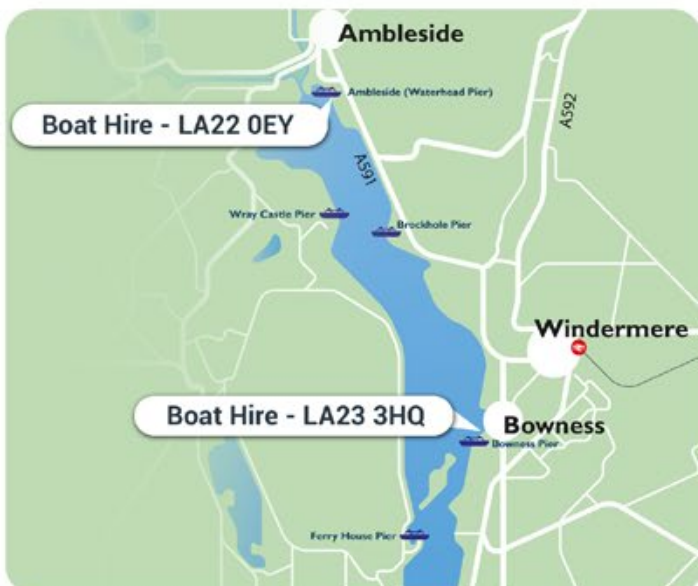 Ambleside
Ambleside (Waterhead Pier)
Boat Hire - LA22 0EY
A592
A591
Wray Castle Pier
Brockhole Pier
Windermere
Boat Hire - LA23 3HQ
Bowness
Bowness Pier
Ferry House Pier